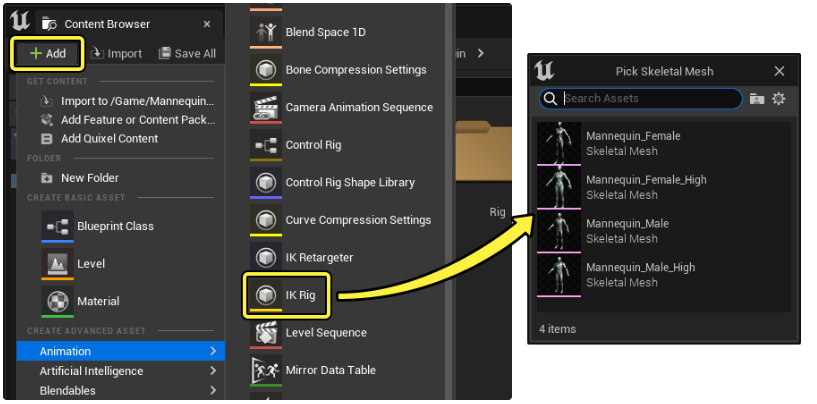 Content Browser
Add
Import
Save All
GET CONTENT
Import to /Game/Mannequin...
Add Feature or Content Pack...
Add Quixel Content
FOLDER
New Folder
CREATE BASIC ASSET
Blueprint Class
Level
Material
CREATE ADVANCED ASSET
Animation
Artificial Intelligence
Blendables
Blend Space 1D
Bone Compression Settings
Camera Animation Sequence
Control Rig
Control Rig Shape Library
Curve Compression Settings
IK Retargeter
IK Rig
Level Sequence
Mirror Data Table
in
Rig
Pick Skeletal Mesh
Search Assets
Mannequin_Female
Skeletal Mesh
Mannequin_Female_High
Skeletal Mesh
Mannequin_Male
Skeletal Mesh
Mannequin_Male_High
Skeletal Mesh
4 items